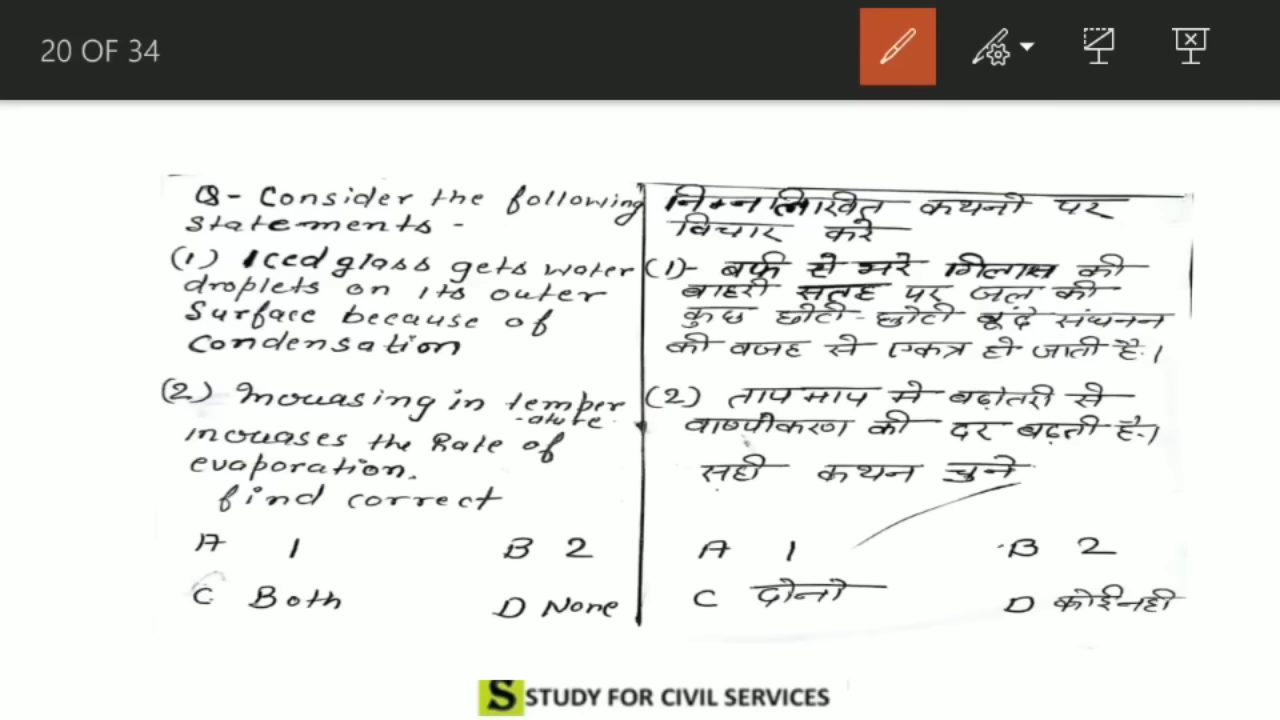 20 OF 34
Q- Consider the following
statements -
(1) Iced glass gets water
droplets on its outer
Surface because of
Condensation
(2) Increasing in temper
-ature
increases the Rate of
evaporation.
find correct
A 1 B 2
C Both D None
निम्नलिखित कथनो पर
विचार करे
(1)- बर्फ से भरे गिलास की
बाहरी सतह पर जल की
कुछ छोटी-छोटी बूंदे संघनन
की वजह से एकत्र हो जाती है।
(2) तापमाप मे बढ़ोतरी से
वाष्पीकरण की दर बढ़ती है।
सही कथन चुने
A 1 B 2
C दोनो D कोई नही
S STUDY FOR CIVIL SERVICES